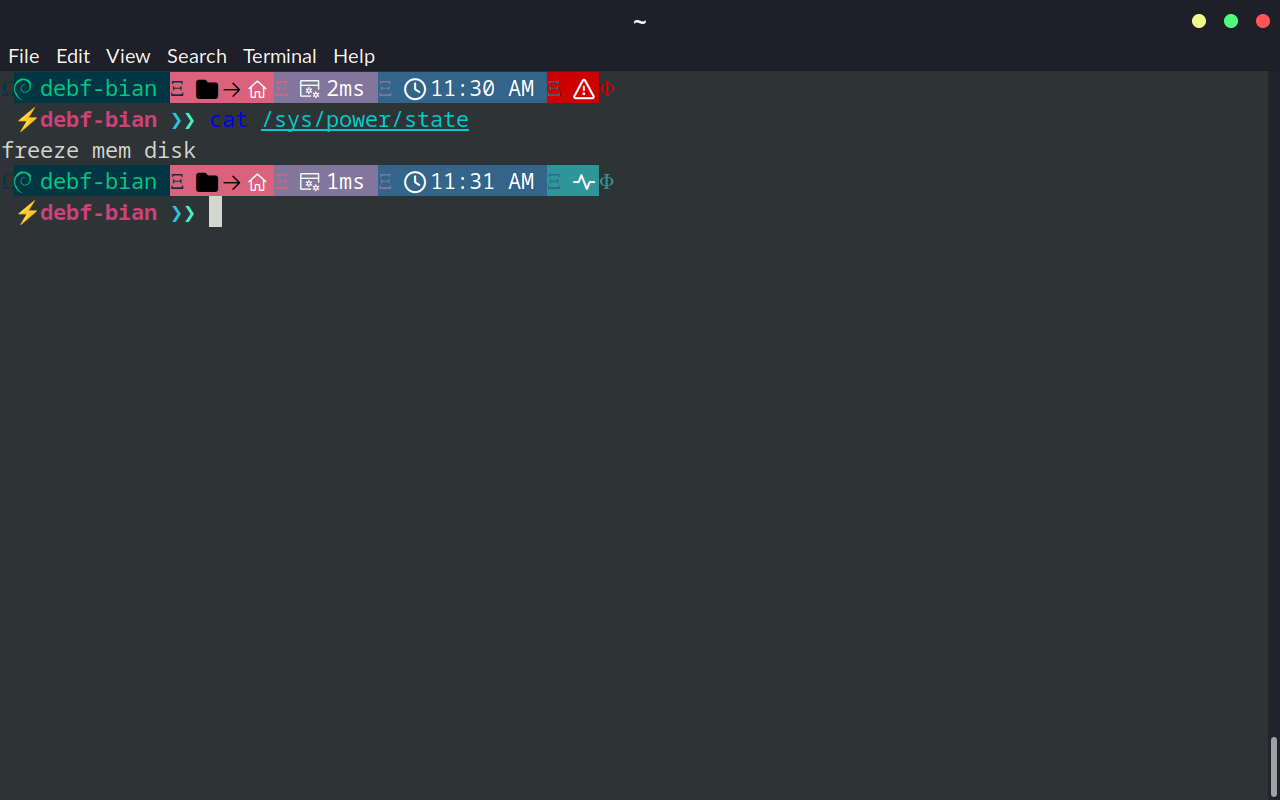 ~
File Edit View Search Terminal Help
debf-bian Ξ → Ξ 2ms Ξ 11:30 AM Ξ Φ
⚡debf-bian ❯❯ cat /sys/power/state
freeze mem disk
debf-bian Ξ → Ξ 1ms Ξ 11:31 AM Ξ Φ
⚡debf-bian ❯❯